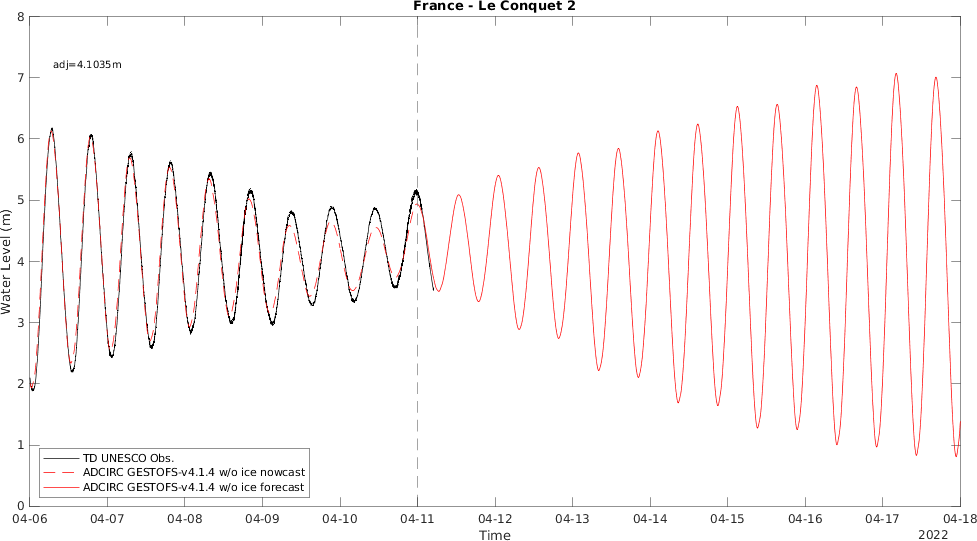 France - Le Conquet 2
adj=4.1035m
Water Level (m)
8
7
6
5
4
3
2
1
0
TD UNESCO Obs.
ADCIRC GESTOFS-v4.1.4 w/o ice nowcast
ADCIRC GESTOFS-v4.1.4 w/o ice forecast
04-06 04-07 04-08 04-09 04-10 04-11 04-12 04-13 04-14 04-15 04-16 04-17 04-18
Time
2022